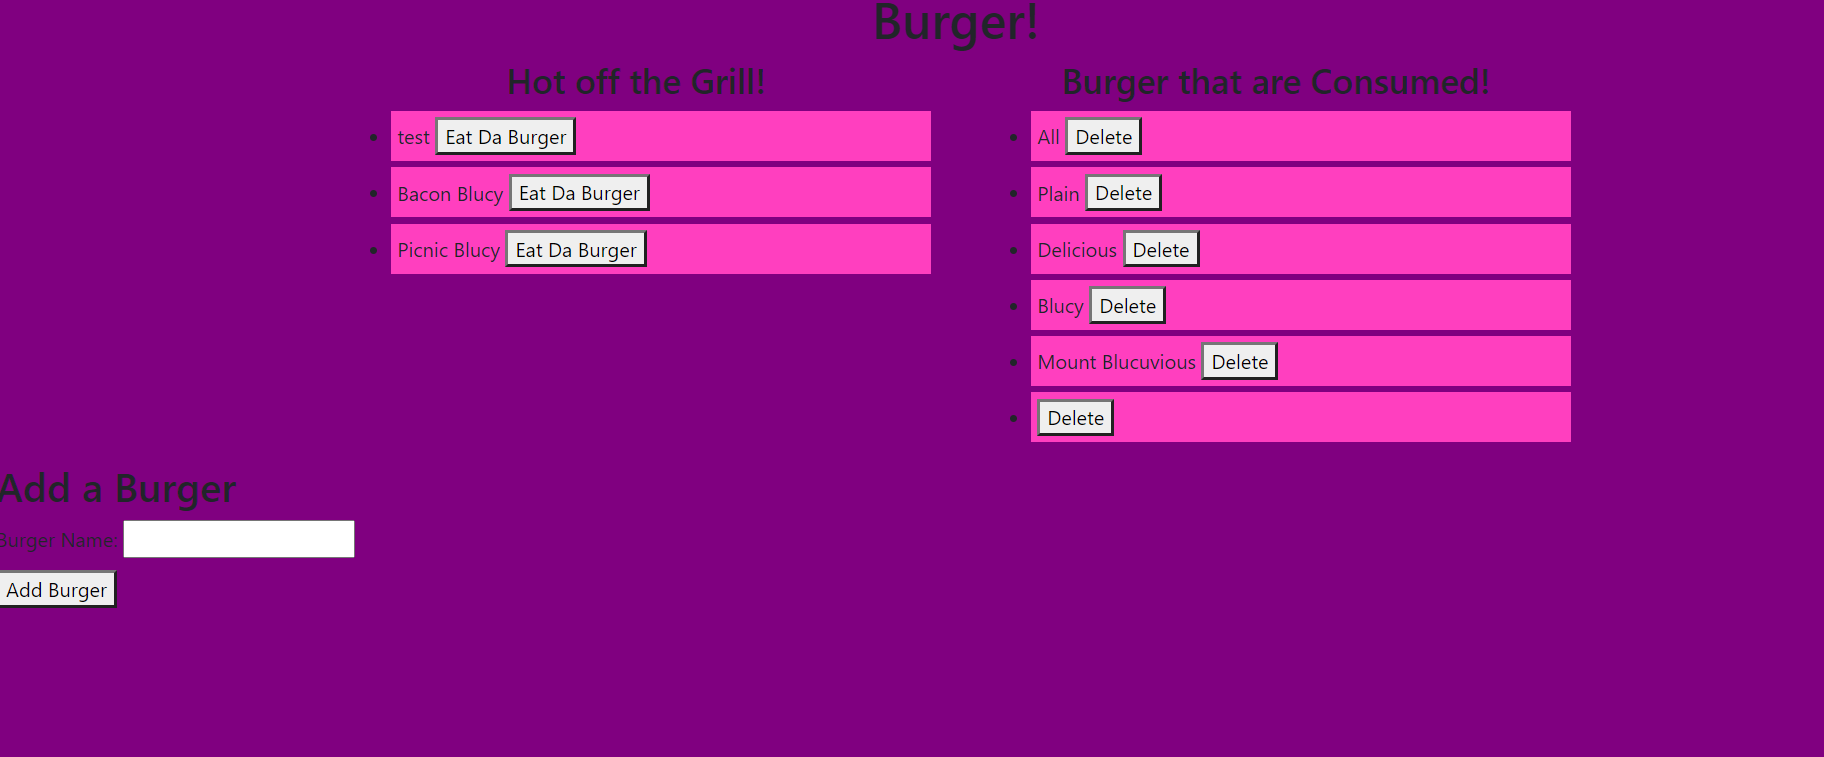 Burger!
Hot off the Grill!
test Eat Da Burger
Bacon Blucy Eat Da Burger
Picnic Blucy Eat Da Burger
Burger that are Consumed!
All Delete
Plain Delete
Delicious Delete
Blucy Delete
Mount Blucuvious Delete
Delete
Add a Burger
Burger Name:
Add Burger